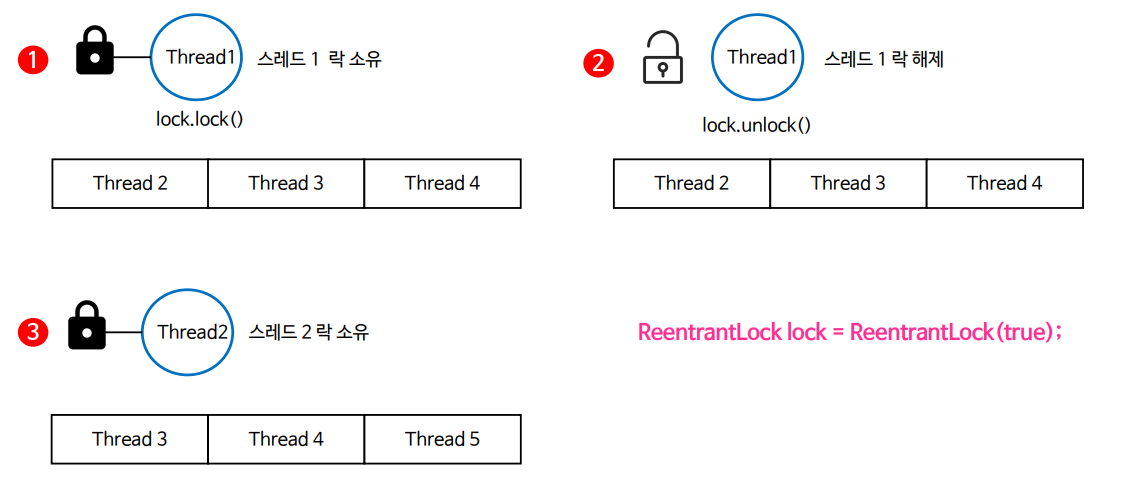 1
Thread1
스레드 1 락 소유
lock.lock()
Thread 2
Thread 3
Thread 4
2
Thread1
스레드 1 락 해제
lock.unlock()
Thread 2
Thread 3
Thread 4
3
Thread2
스레드 2 락 소유
Thread 3
Thread 4
Thread 5
ReentrantLock lock = ReentrantLock(true);